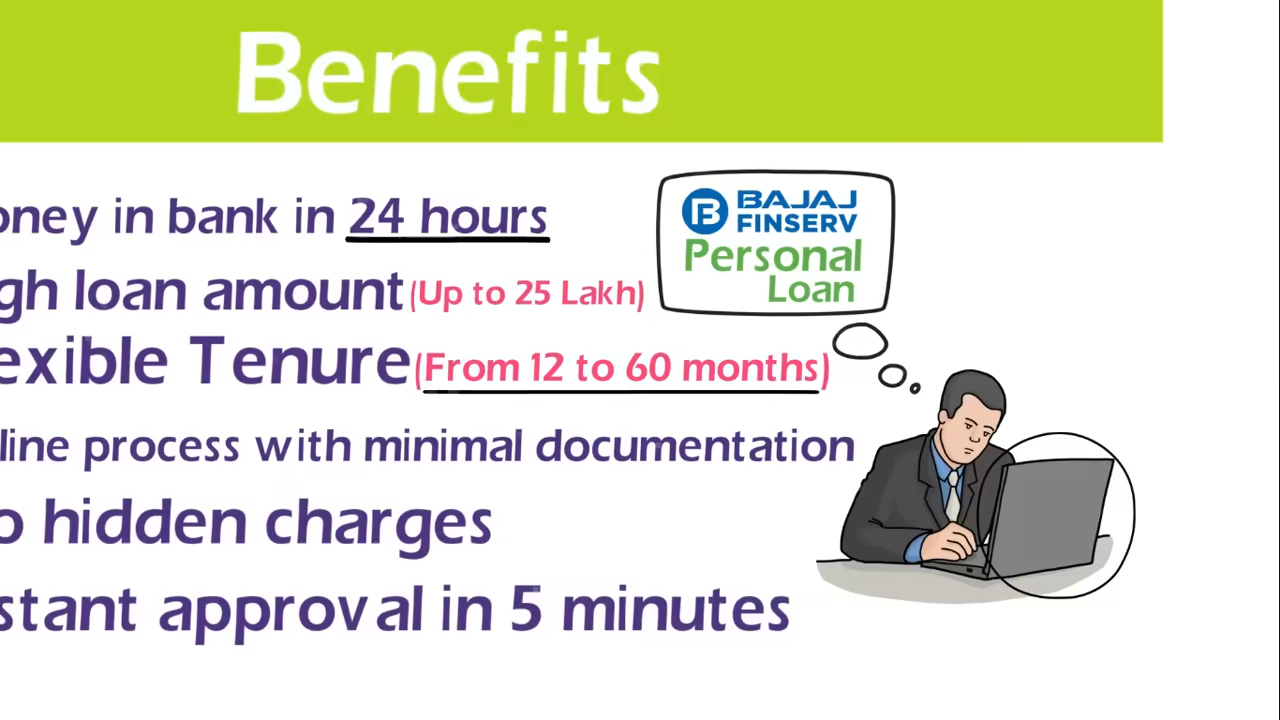 Benefits
oney in bank in 24 hours
gh loan amount (Up to 25 Lakh)
exible Tenure (From 12 to 60 months)
line process with minimal documentation
o hidden charges
stant approval in 5 minutes
BAJAJ
FINSERV
Personal
Loan